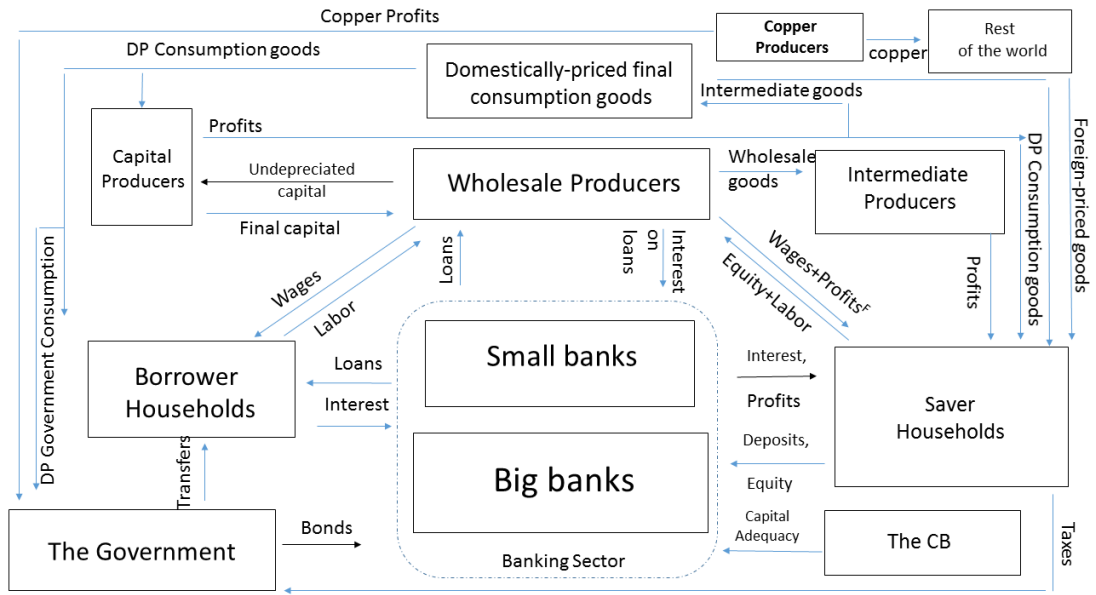 Copper Profits
Copper
Producers
copper
Rest
of the world
DP Consumption goods
Domestically-priced final
consumption goods
Intermediate goods
Capital
Producers
Profits
Undepreciated
capital
Final capital
Wholesale Producers
Wholesale
goods
Intermediate
Producers
DP Consumption goods
Foreign-priced goods
DP Government Consumption
Wages
Labor
Loans
Interest
on
loans
Wages+Profitsᶠ
Equity+Labor
Profits
Borrower
Households
Loans
Interest
Small banks
Big banks
Banking Sector
Interest,
Profits
Deposits,
Equity
Saver
Households
Transfers
The Government
Bonds
Capital
Adequacy
The CB
Taxes